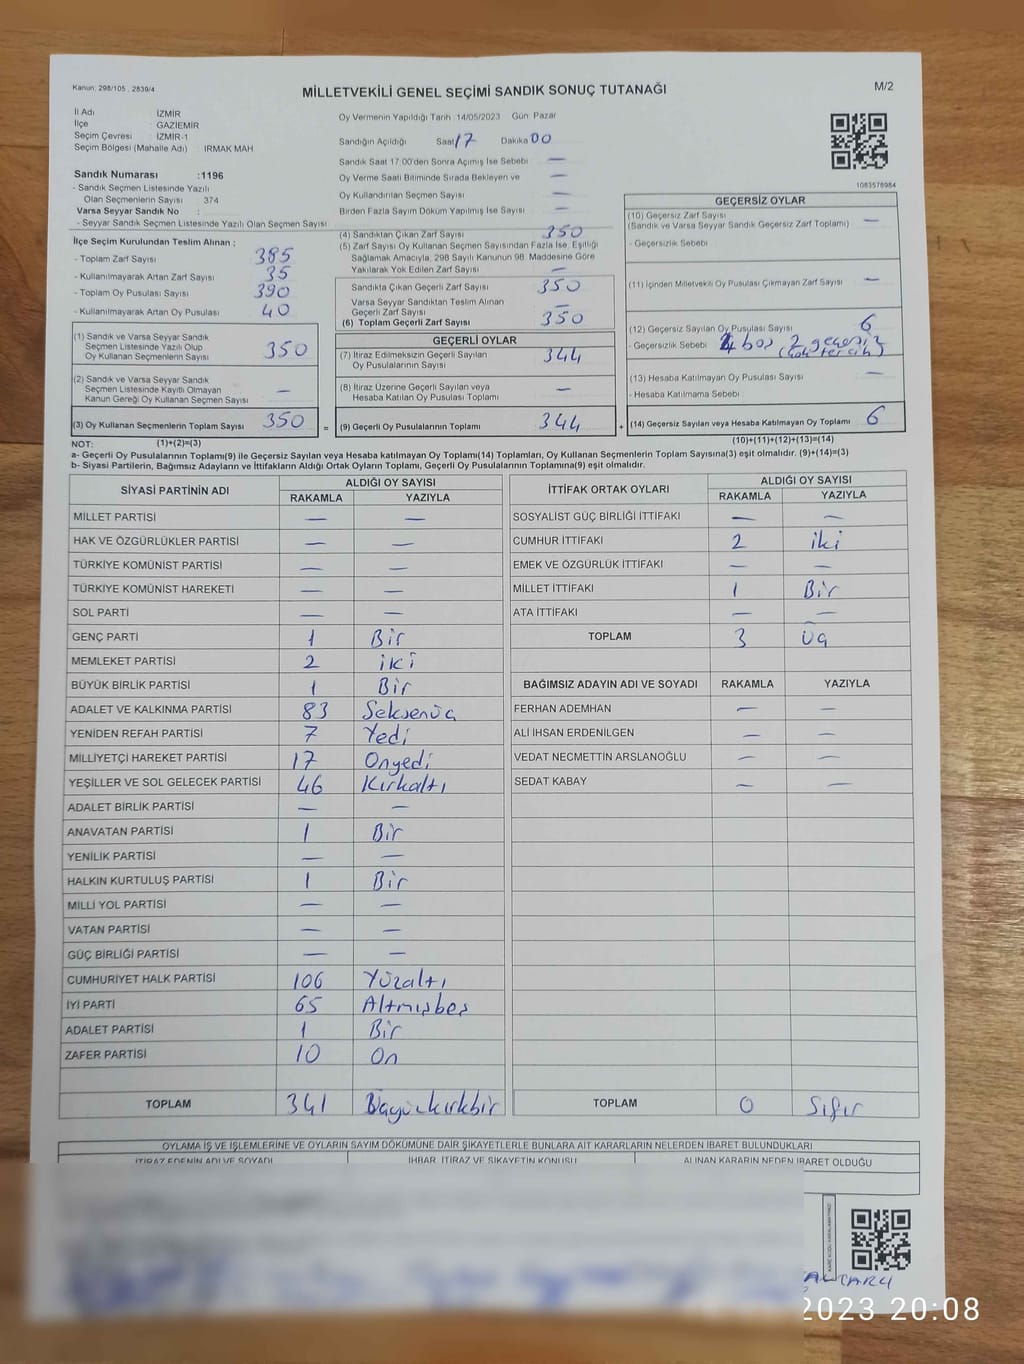 Kanun: 298/105 , 2839/4
MİLLETVEKİLİ GENEL SEÇİMİ SANDIK SONUÇ TUTANAĞI
M/2
İl Adı : İZMİR
İlçe : GAZİEMİR
Seçim Çevresi : İZMİR-1
Seçim Bölgesi (Mahalle Adı) : IRMAK MAH
Sandık Numarası :1196
- Sandık Seçmen Listesinde Yazılı
Olan Seçmenlerin Sayısı : 374
Varsa Seyyar Sandık No :
- Seyyar Sandık Seçmen Listesinde Yazılı Olan Seçmen Sayısı
Oy Vermenin Yapıldığı Tarih :14/05/2023 Gün: Pazar
Sandığın Açıldığı Saat 17 Dakika 00
Sandık Saat 17:00'den Sonra Açımış İse Sebebi —
Oy Verme Saati Bitiminde Sırada Bekleyen ve —
Oy Kullandırılan Seçmen Sayısı —
Birden Fazla Sayım Döküm Yapılmış İse Sayısı —
1083578984
İlçe Seçim Kurulundan Teslim Alınan ;
- Toplam Zarf Sayısı 385
- Kullanılmayarak Artan Zarf Sayısı 35
- Toplam Oy Pusulası Sayısı 390
- Kullanılmayarak Artan Oy Pusulası 40
(1) Sandık ve Varsa Seyyar Sandık
Seçmen Listesinde Yazılı Olup
Oy Kullanan Seçmenlerin Sayısı 350
(2) Sandık ve Varsa Seyyar Sandık
Seçmen Listesinde Kayıtlı Olmayan
Kanun Gereği Oy Kullanan Seçmen Sayısı —
(3) Oy Kullanan Seçmenlerin Toplam Sayısı 350 =
(4) Sandıktan Çıkan Zarf Sayısı 350
(5) Zarf Sayısı Oy Kullanan Seçmen Sayısından Fazla İse, Eşitliği
Sağlamak Amacıyla, 298 Sayılı Kanunun 98. Maddesine Göre
Yakılarak Yok Edilen Zarf Sayısı —
Sandıkta Çıkan Geçerli Zarf Sayısı 350
Varsa Seyyar Sandıktan Teslim Alınan
Geçerli Zarf Sayısı —
(6) Toplam Geçerli Zarf Sayısı 350
GEÇERLİ OYLAR
(7) İtiraz Edilmeksizin Geçerli Sayılan
Oy Pusulalarının Sayısı 344
(8) İtiraz Üzerine Geçerli Sayılan veya
Hesaba Katılan Oy Pusulası Toplamı —
(9) Geçerli Oy Pusulalarının Toplamı 344 +
GEÇERSİZ OYLAR
(10) Geçersiz Zarf Sayısı
(Sandık ve Varsa Seyyar Sandık Geçersiz Zarf Toplamı) —
- Geçersizlik Sebebi
(11) İçinden Milletvekili Oy Pusulası Çıkmayan Zarf Sayısı —
(12) Geçersiz Sayılan Oy Pusulası Sayısı 6
- Geçersizlik Sebebi 4 boş, 2 geçersiz
(çok tercih)
(13) Hesaba Katılmayan Oy Pusulası Sayısı —
- Hesaba Katılmama Sebebi
(14) Geçersiz Sayılan veya Hesaba Katılmayan Oy Toplamı 6
NOT: (1)+(2)=(3) (10)+(11)+(12)+(13)=(14)
a- Geçerli Oy Pusulalarının Toplamı(9) ile Geçersiz Sayılan veya Hesaba katılmayan Oy Toplamı(14) Toplamları, Oy Kullanan Seçmenlerin Toplam Sayısına(3) eşit olmalıdır. (9)+(14)=(3)
b- Siyasi Partilerin, Bağımsız Adayların ve İttifakların Aldığı Ortak Oyların Toplamı, Geçerli Oy Pusulalarının Toplamına(9) eşit olmalıdır.
SİYASİ PARTİNİN ADI ALDIĞI OY SAYISI
RAKAMLA YAZIYLA
MİLLET PARTİSİ — —
HAK VE ÖZGÜRLÜKLER PARTİSİ — —
TÜRKİYE KOMÜNİST PARTİSİ — —
TÜRKİYE KOMÜNİST HAREKETİ — —
SOL PARTİ — —
GENÇ PARTİ 1 Bir
MEMLEKET PARTİSİ 2 iki
BÜYÜK BİRLİK PARTİSİ 1 Bir
ADALET VE KALKINMA PARTİSİ 83 Seksenüç
YENİDEN REFAH PARTİSİ 7 Yedi
MİLLİYETÇİ HAREKET PARTİSİ 17 Onyedi
YEŞİLLER VE SOL GELECEK PARTİSİ 46 Kırkaltı
ADALET BİRLİK PARTİSİ — —
ANAVATAN PARTİSİ 1 Bir
YENİLİK PARTİSİ — —
HALKIN KURTULUŞ PARTİSİ 1 Bir
MİLLİ YOL PARTİSİ — —
VATAN PARTİSİ — —
GÜÇ BİRLİĞİ PARTİSİ — —
CUMHURİYET HALK PARTİSİ 106 Yüzaltı
İYİ PARTİ 65 Altmışbeş
ADALET PARTİSİ 1 Bir
ZAFER PARTİSİ 10 On
TOPLAM 341 Üçyüzkırkbir
İTTİFAK ORTAK OYLARI ALDIĞI OY SAYISI
RAKAMLA YAZIYLA
SOSYALİST GÜÇ BİRLİĞİ İTTİFAKI — —
CUMHUR İTTİFAKI 2 iki
EMEK VE ÖZGÜRLÜK İTTİFAKI — —
MİLLET İTTİFAKI 1 Bir
ATA İTTİFAKI — —
TOPLAM 3 üç
BAĞIMSIZ ADAYIN ADI VE SOYADI RAKAMLA YAZIYLA
FERHAN ADEMHAN — —
ALİ İHSAN ERDENİLGEN — —
VEDAT NECMETTİN ARSLANOĞLU — —
SEDAT KABAY — —
TOPLAM 0 Sıfır
OYLAMA İŞ VE İŞLEMLERİNE VE OYLARIN SAYIM DÖKÜMÜNE DAİR ŞİKAYETLERLE BUNLARA AİT KARARLARIN NELERDEN İBARET BULUNDUKLARI
İTİRAZ EDENİN ADI VE SOYADI İHBAR, İTİRAZ VE ŞİKAYETİN KONUSU ALINAN KARARIN NEDEN İBARET OLDUĞU
2023 20:08